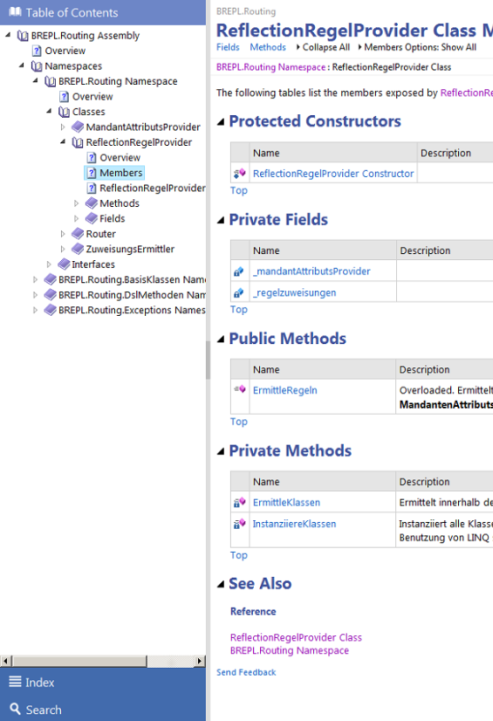 Table of Contents
BREPL.Routing Assembly
Overview
Namespaces
BREPL.Routing Namespace
Overview
Classes
MandantAttributsProvider
ReflectionRegelProvider
Overview
Members
ReflectionRegelProvider
Methods
Fields
Router
ZuweisungsErmittler
Interfaces
BREPL.Routing.BasisKlassen Nam
BREPL.Routing.DslMethoden Nam
BREPL.Routing.Exceptions Names
Index
Search
BREPL.Routing
ReflectionRegelProvider Class M
Fields Methods Collapse All Members Options: Show All
BREPL.Routing Namespace : ReflectionRegelProvider Class
The following tables list the members exposed by ReflectionRe
Protected Constructors
Name Description
ReflectionRegelProvider Constructor
Top
Private Fields
Name Description
_mandantAttributsProvider
_regelzuweisungen
Top
Public Methods
Name Description
ErmittleRegeln Overloaded. Ermittelt
MandantenAttributs
Top
Private Methods
Name Description
ErmittleKlassen Ermittelt innerhalb de
InstanziiereKlassen Instanziiert alle Klasse
Benutzung von LINQ
Top
See Also
Reference
ReflectionRegelProvider Class
BREPL.Routing Namespace
Send Feedback